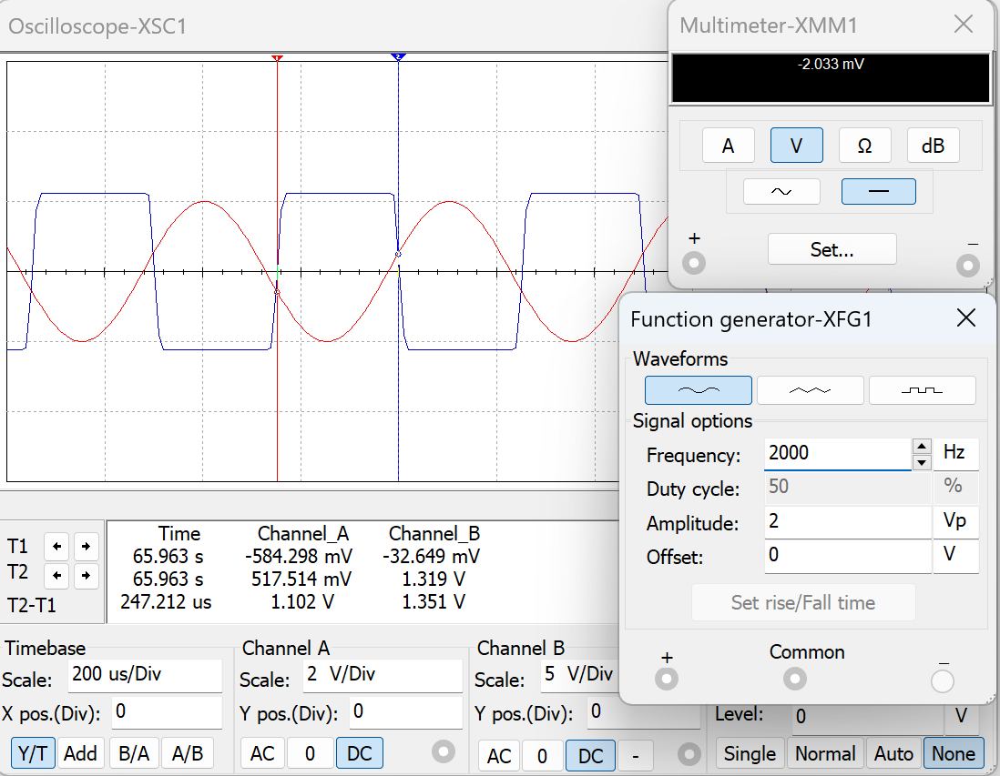 Oscilloscope-XSC1
1
2
Time Channel_A Channel_B
T1 65.963 s -584.298 mV -32.649 mV
T2 65.963 s 517.514 mV 1.319 V
T2-T1 247.212 us 1.102 V 1.351 V
Timebase
Scale: 200 us/Div
X pos.(Div): 0
Y/T Add B/A A/B
Channel A
Scale: 2 V/Div
Y pos.(Div): 0
AC 0 DC
Channel B
Scale: 5 V/Div
Y pos.(Div): 0
AC 0 DC -
Level: 0 V
Single Normal Auto None
Multimeter-XMM1
-2.033 mV
A V Ω dB
+ Set... −
Function generator-XFG1
Waveforms
Signal options
Frequency: 2000 Hz
Duty cycle: 50 %
Amplitude: 2 Vp
Offset: 0 V
Set rise/Fall time
+ Common −